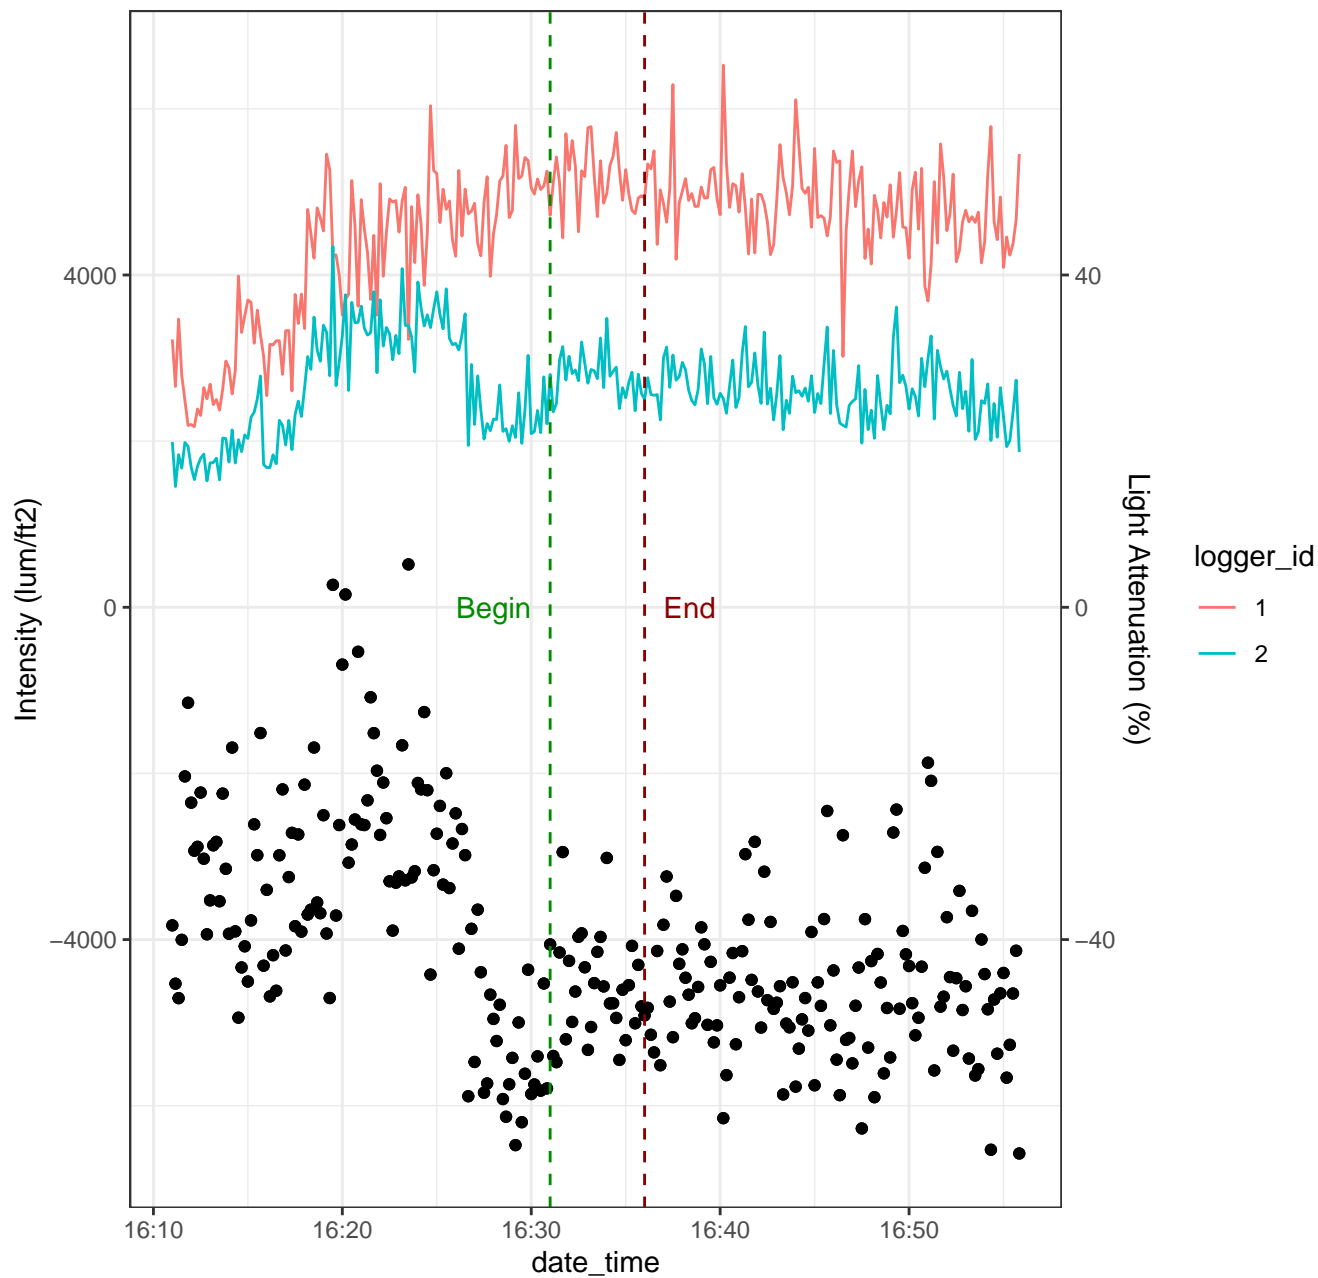 Intensity (lum/ft2)
4000
0
−4000
40
0
−40
Light Attenuation (%)
Begin
End
16:10
16:20
16:30
16:40
16:50
date_time
logger_id
1
2